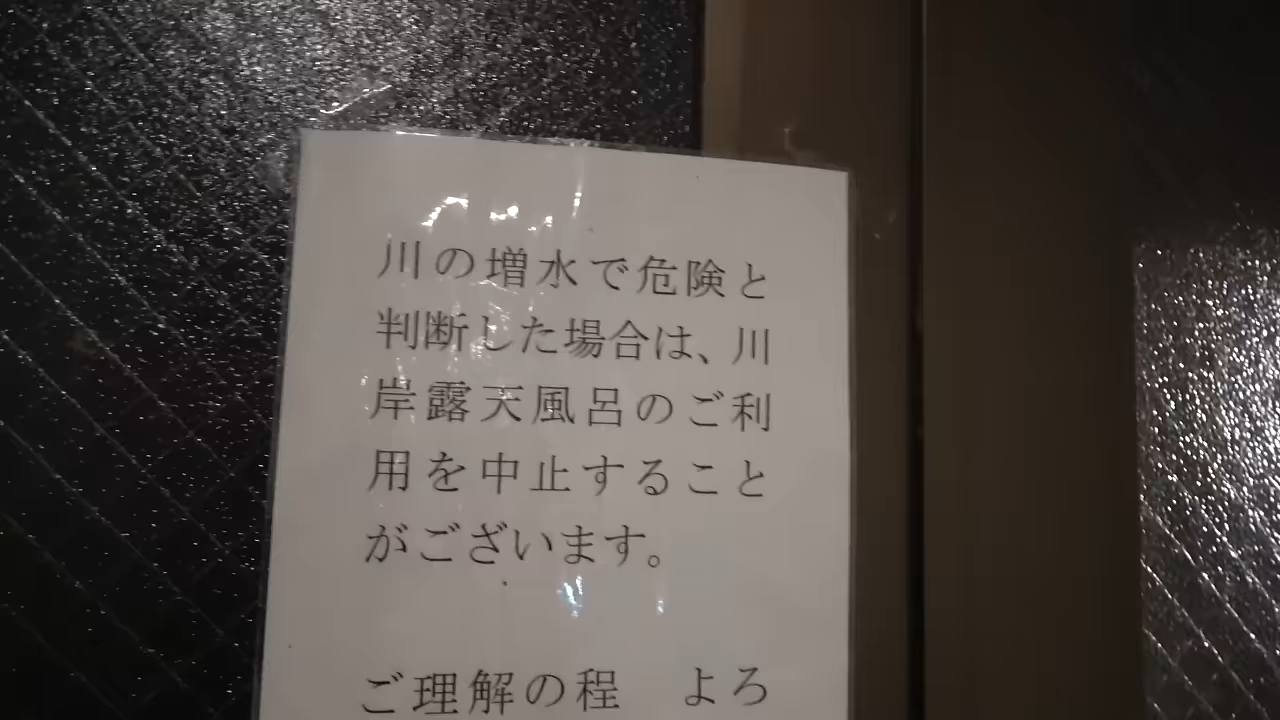 川の増水で危険と
判断した場合は、川
岸露天風呂のご利
用を中止すること
がございます。
ご理解の程　よろ